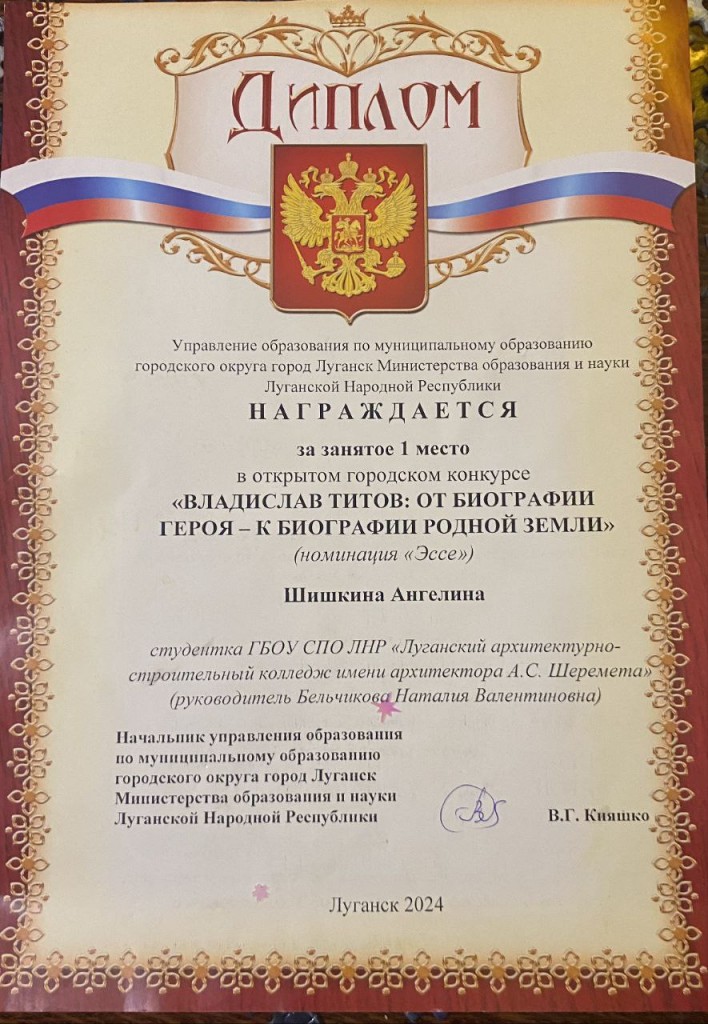 Диплом
Управление образования по муниципальному образованию
городского округа город Луганск Министерства образования и науки
Луганской Народной Республики
НАГРАЖДАЕТСЯ
за занятое 1 место
в открытом городском конкурсе
«ВЛАДИСЛАВ ТИТОВ: ОТ БИОГРАФИИ
ГЕРОЯ – К БИОГРАФИИ РОДНОЙ ЗЕМЛИ»
(номинация «Эссе»)
Шишкина Ангелина
студентка ГБОУ СПО ЛНР «Луганский архитектурно-
строительный колледж имени архитектора А.С. Шеремета»
(руководитель Бельчикова Наталия Валентиновна)
Начальник управления образования
по муниципальному образованию
городского округа город Луганск
Министерства образования и науки
Луганской Народной Республики
В.Г. Кияшко
Луганск 2024